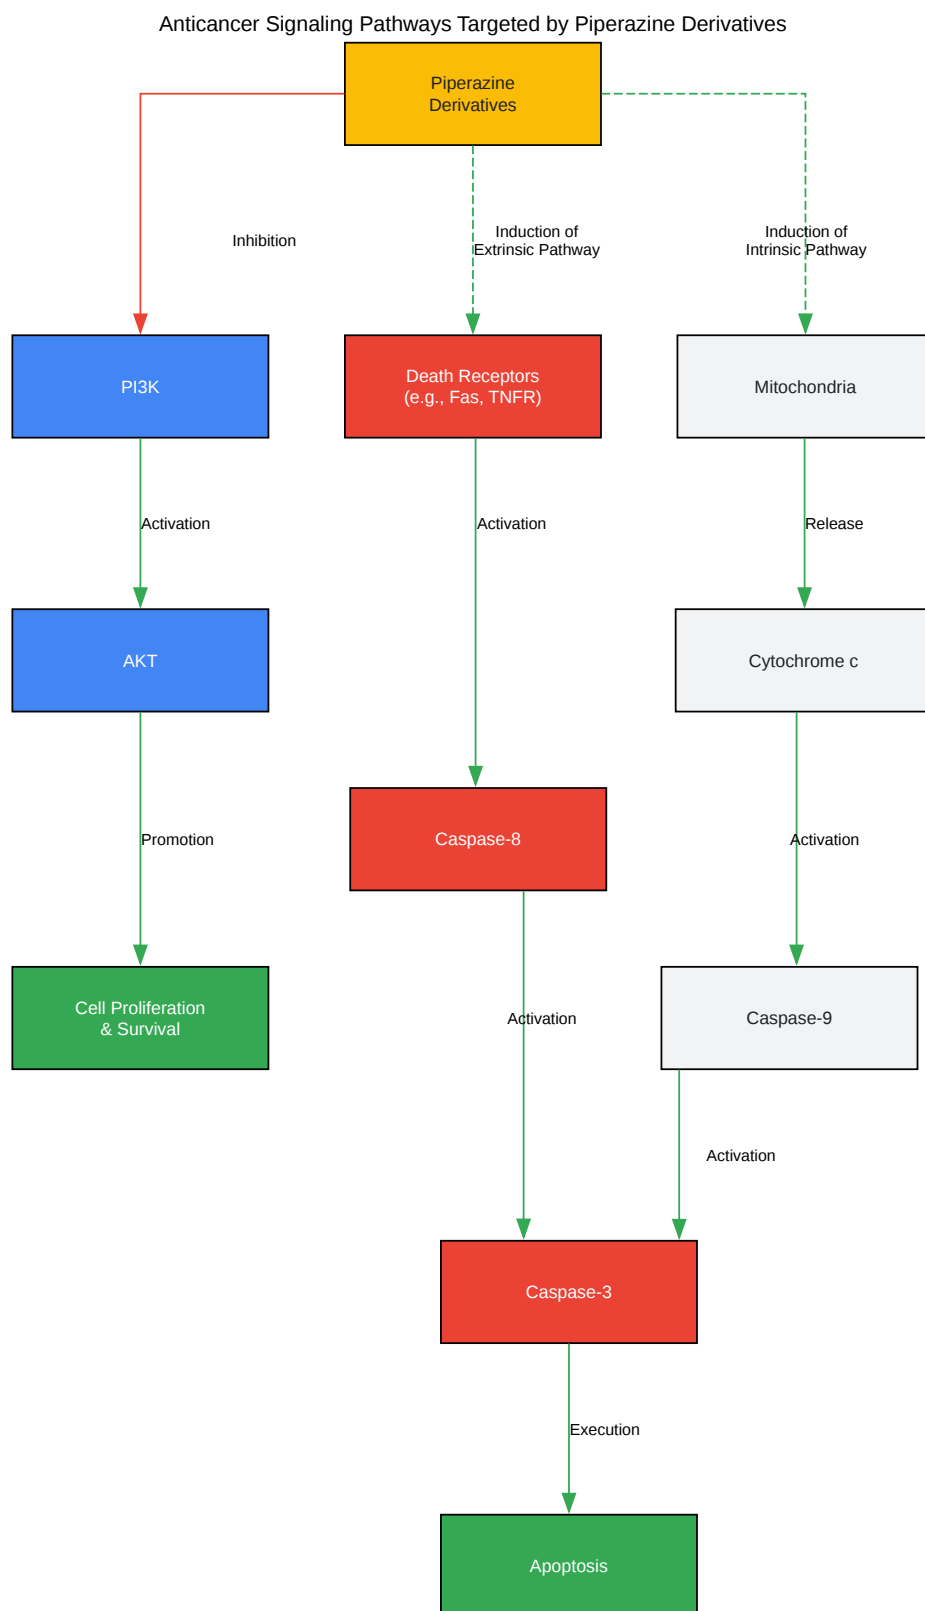 Anticancer Signaling Pathways Targeted by Piperazine Derivatives
Piperazine
Derivatives
Inhibition
Induction of
Extrinsic Pathway
Induction of
Intrinsic Pathway
PI3K
Death Receptors
(e.g., Fas, TNFR)
Mitochondria
Activation
Activation
Release
AKT
Cytochrome c
Promotion
Caspase-8
Activation
Cell Proliferation
& Survival
Activation
Caspase-9
Activation
Caspase-3
Execution
Apoptosis